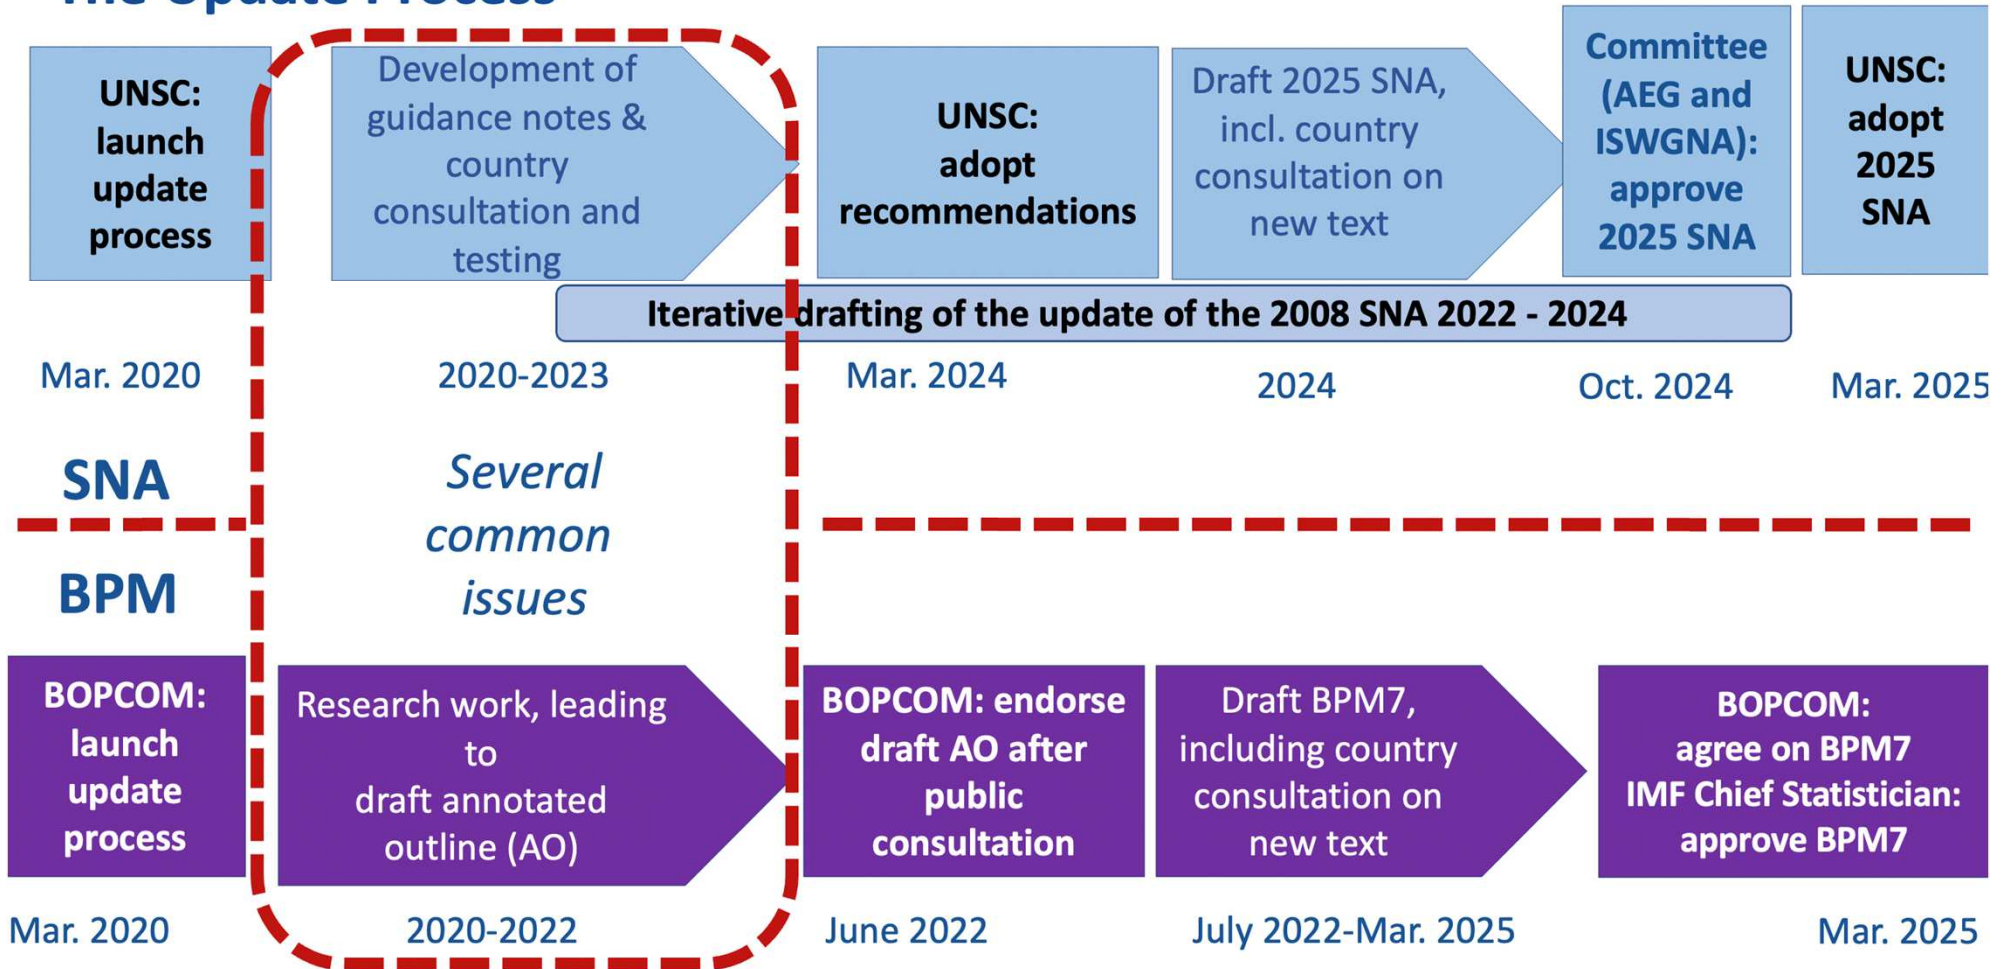 The Update Process
UNSC:
launch
update
process
Development of
guidance notes &
country
consultation and
testing
UNSC:
adopt
recommendations
Draft 2025 SNA,
incl. country
consultation on
new text
Committee
(AEG and
ISWGNA):
approve
2025 SNA
UNSC:
adopt
2025
SNA
Iterative drafting of the update of the 2008 SNA 2022 - 2024
Mar. 2020
2020-2023
Mar. 2024
2024
Oct. 2024
Mar. 2025
SNA
Several
common
issues
BPM
BOPCOM:
launch
update
process
Research work, leading
to
draft annotated
outline (AO)
BOPCOM: endorse
draft AO after
public
consultation
Draft BPM7,
including country
consultation on
new text
BOPCOM:
agree on BPM7
IMF Chief Statistician:
approve BPM7
Mar. 2020
2020-2022
June 2022
July 2022-Mar. 2025
Mar. 2025